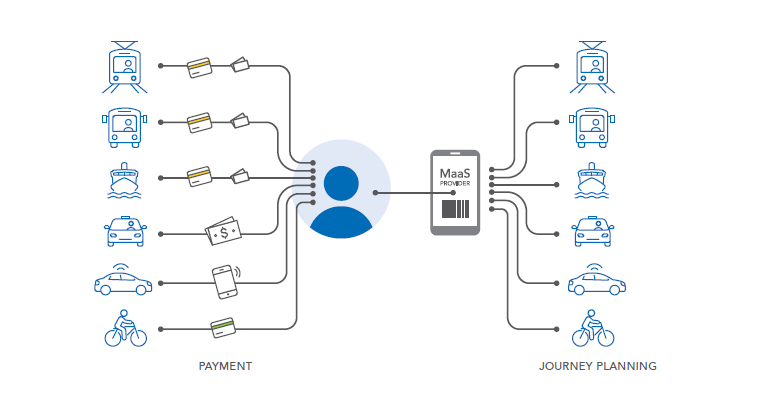 $
MaaS
PROVIDER
PAYMENT
JOURNEY PLANNING